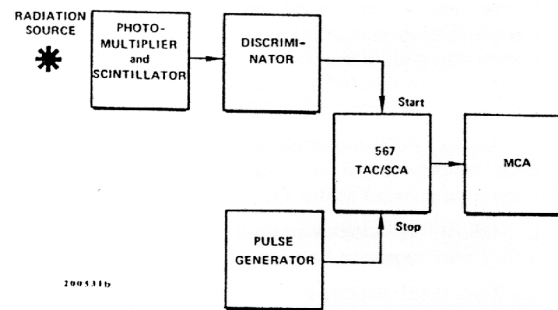 RADIATION
SOURCE
PHOTO-
MULTIPLIER
and
SCINTILLATOR
DISCRIMI-
NATOR
Start
567
TAC/SCA
MCA
Stop
PULSE
GENERATOR
200531b